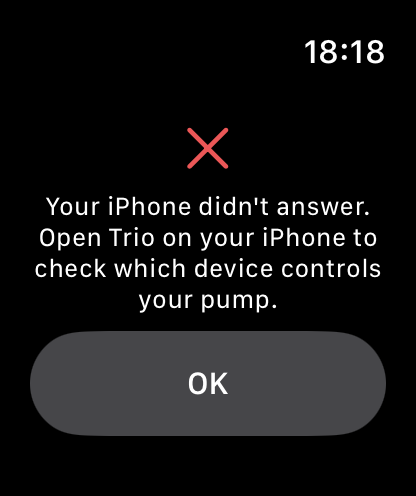 18:18
Your iPhone didn't answer.
Open Trio on your iPhone to
check which device controls
your pump.
OK